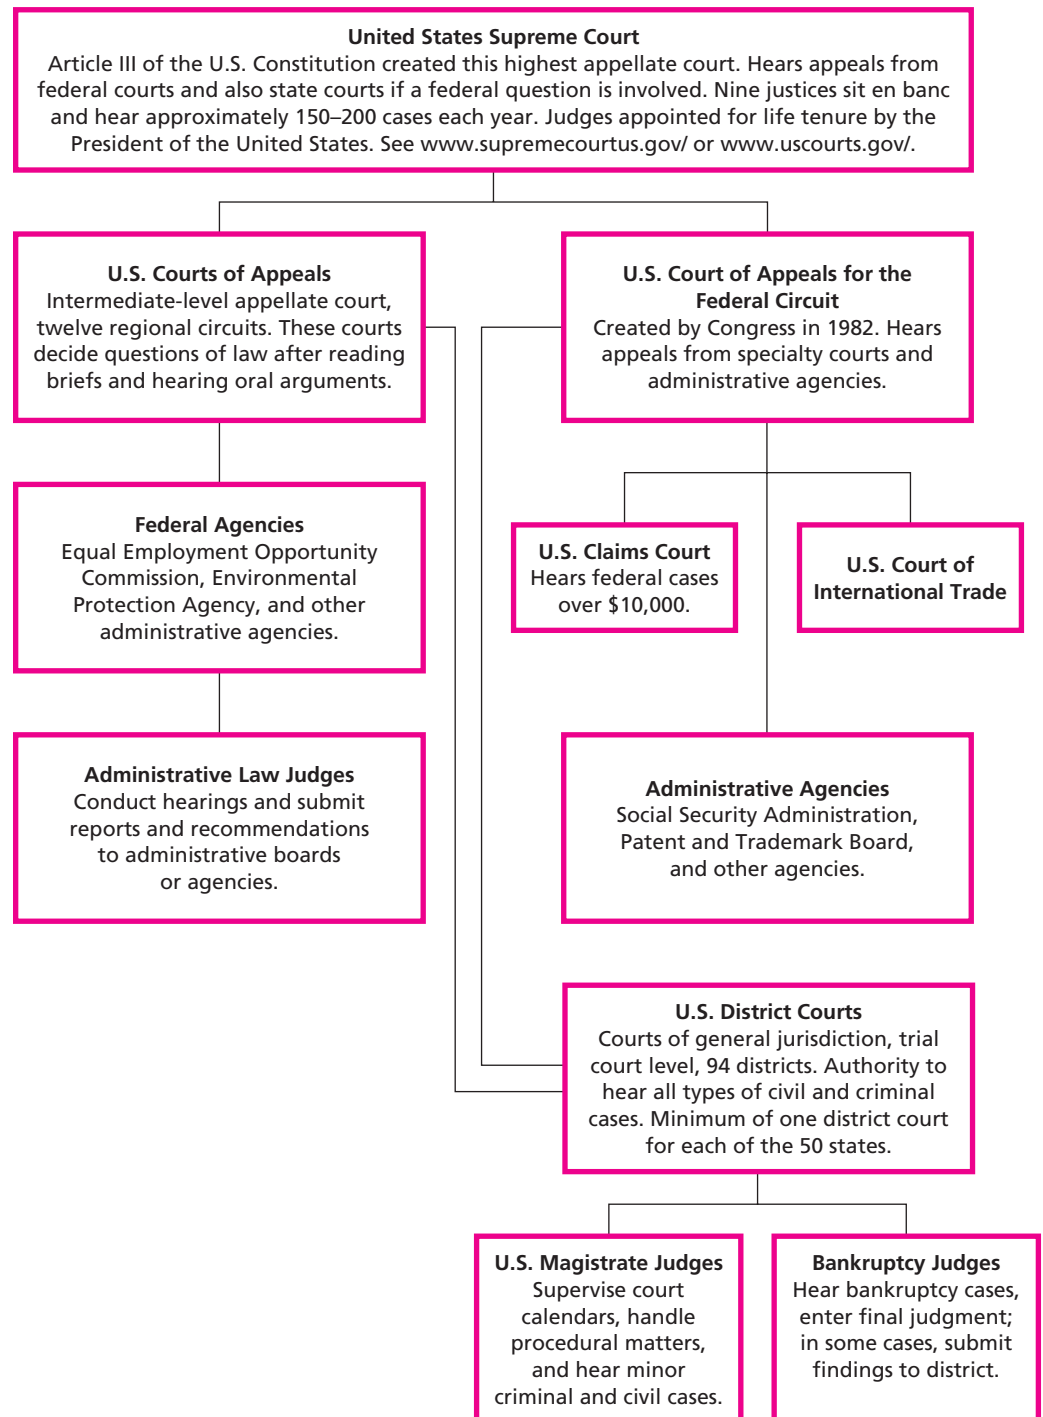 United States Supreme Court
Article III of the U.S. Constitution created this highest appellate court. Hears appeals from
federal courts and also state courts if a federal question is involved. Nine justices sit en banc
and hear approximately 150–200 cases each year. Judges appointed for life tenure by the
President of the United States. See www.supremecourtus.gov/ or www.uscourts.gov/.
U.S. Courts of Appeals
Intermediate-level appellate court,
twelve regional circuits. These courts
decide questions of law after reading
briefs and hearing oral arguments.
U.S. Court of Appeals for the
Federal Circuit
Created by Congress in 1982. Hears
appeals from specialty courts and
administrative agencies.
Federal Agencies
Equal Employment Opportunity
Commission, Environmental
Protection Agency, and other
administrative agencies.
U.S. Claims Court
Hears federal cases
over $10,000.
U.S. Court of
International Trade
Administrative Law Judges
Conduct hearings and submit
reports and recommendations
to administrative boards
or agencies.
Administrative Agencies
Social Security Administration,
Patent and Trademark Board,
and other agencies.
U.S. District Courts
Courts of general jurisdiction, trial
court level, 94 districts. Authority to
hear all types of civil and criminal
cases. Minimum of one district court
for each of the 50 states.
U.S. Magistrate Judges
Supervise court
calendars, handle
procedural matters,
and hear minor
criminal and civil cases.
Bankruptcy Judges
Hear bankruptcy cases,
enter final judgment;
in some cases, submit
findings to district.